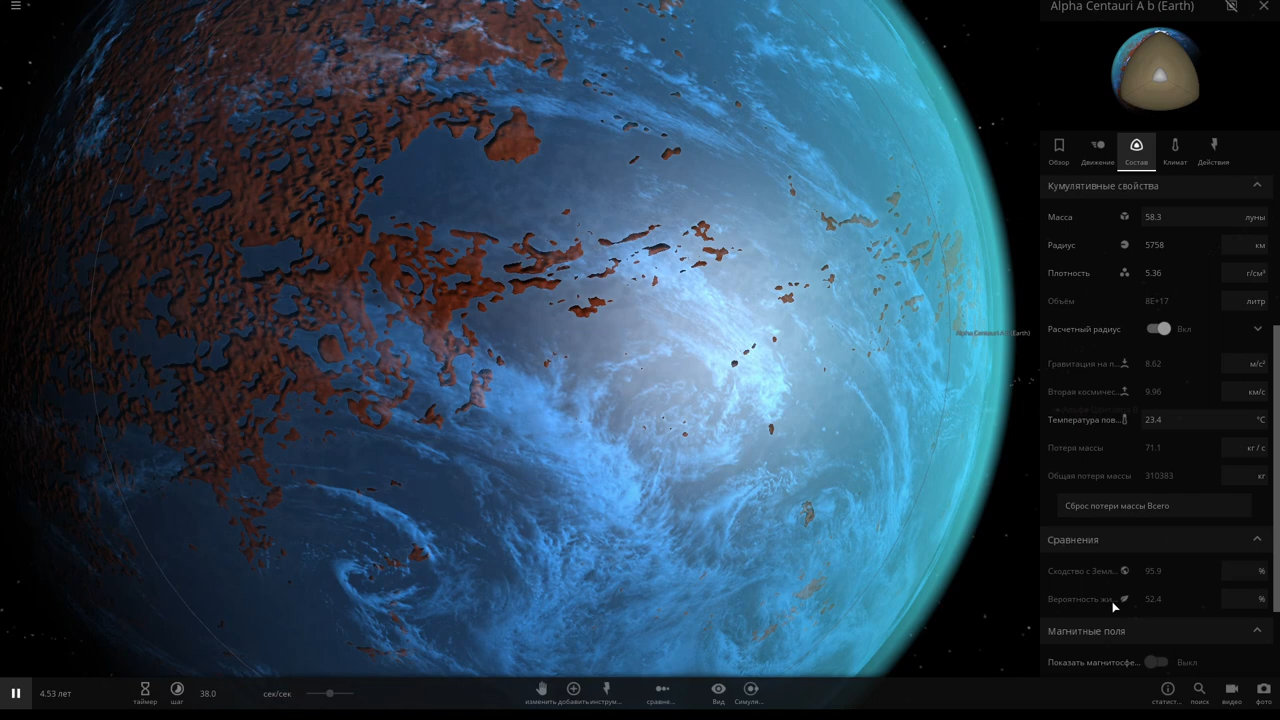 Alpha Centauri A b (Earth)
Обзор Движение Состав Климат Действия
Кумулятивные свойства
Масса 58.3 луны
Радиус 5758 км
Плотность 5.36 г/см³
Объём 8E+17 литр
Расчетный радиус Вкл
Alpha Centauri A b (Earth)
Гравитация на п... 8.62 м/с²
Вторая космичес... 9.96 км/с
Температура пов... 23.4 °C
Потеря массы 71.1 кг / с
Общая потеря массы 310383 кг
Сброс потери массы Всего
Сравнения
Сходство с Земл... 95.9 %
Вероятность жи... 52.4 %
Магнитные поля
Показать магнитосфе... Выкл
4.53 лет таймер шаг 38.0 сек/сек изменить добавить инструм... сравне... Вид Симуля... статист... поиск видео фото